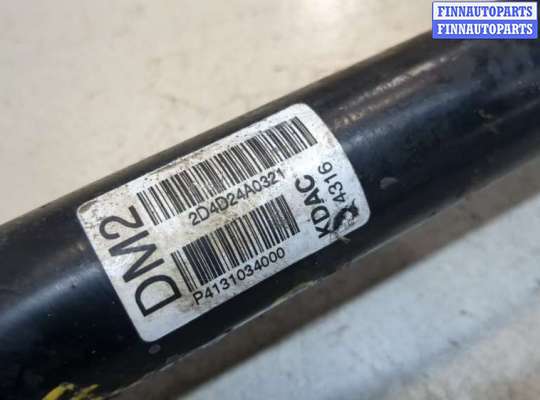 FINNAUTOPARTS
FINNAUTOPARTS
DM2
2D4D24A0321
P4131034000
KDAC
4316